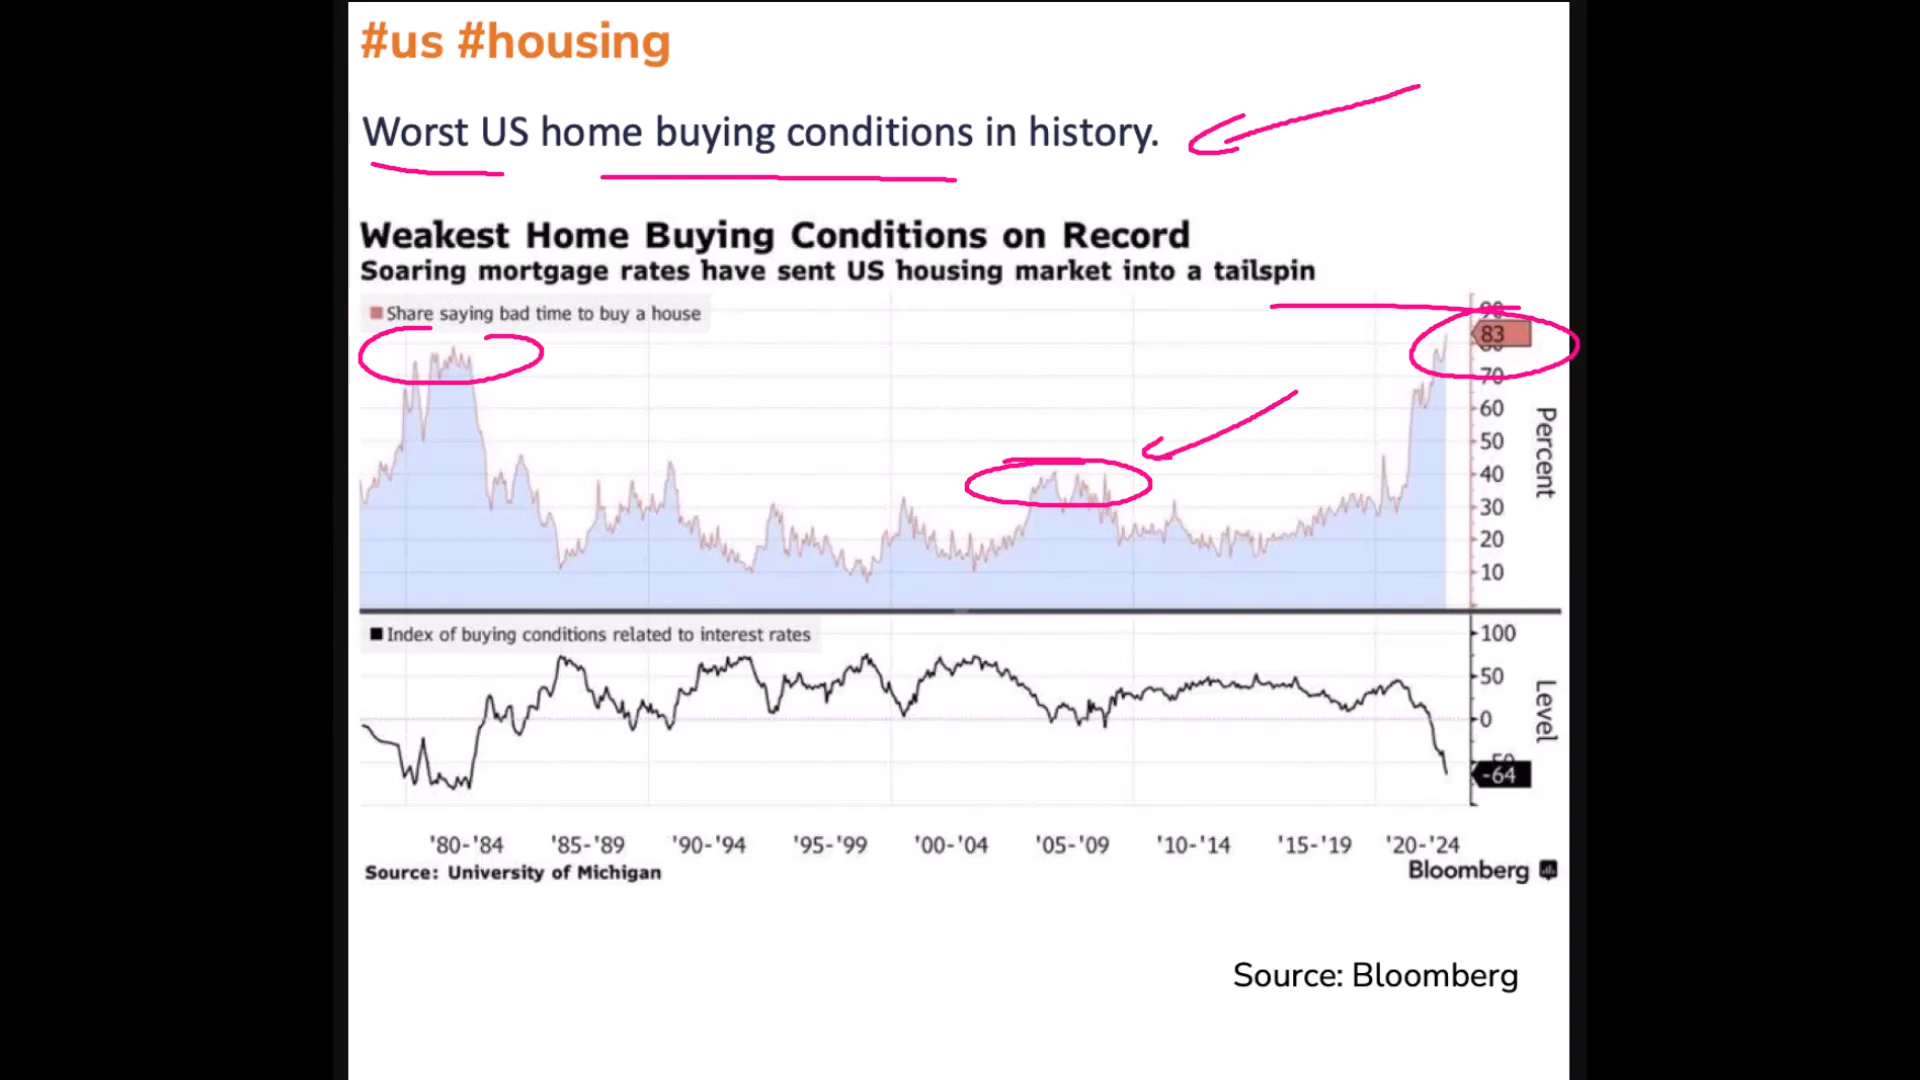 #us #housing
Worst US home buying conditions in history.
Weakest Home Buying Conditions on Record
Soaring mortgage rates have sent US housing market into a tailspin
Share saying bad time to buy a house
90
83
80
70
60
50
40
30
20
10
Percent
Index of buying conditions related to interest rates
100
50
0
-50
-64
Level
'80-'84 '85-'89 '90-'94 '95-'99 '00-'04 '05-'09 '10-'14 '15-'19 '20-'24
Source: University of Michigan
Bloomberg
Source: Bloomberg